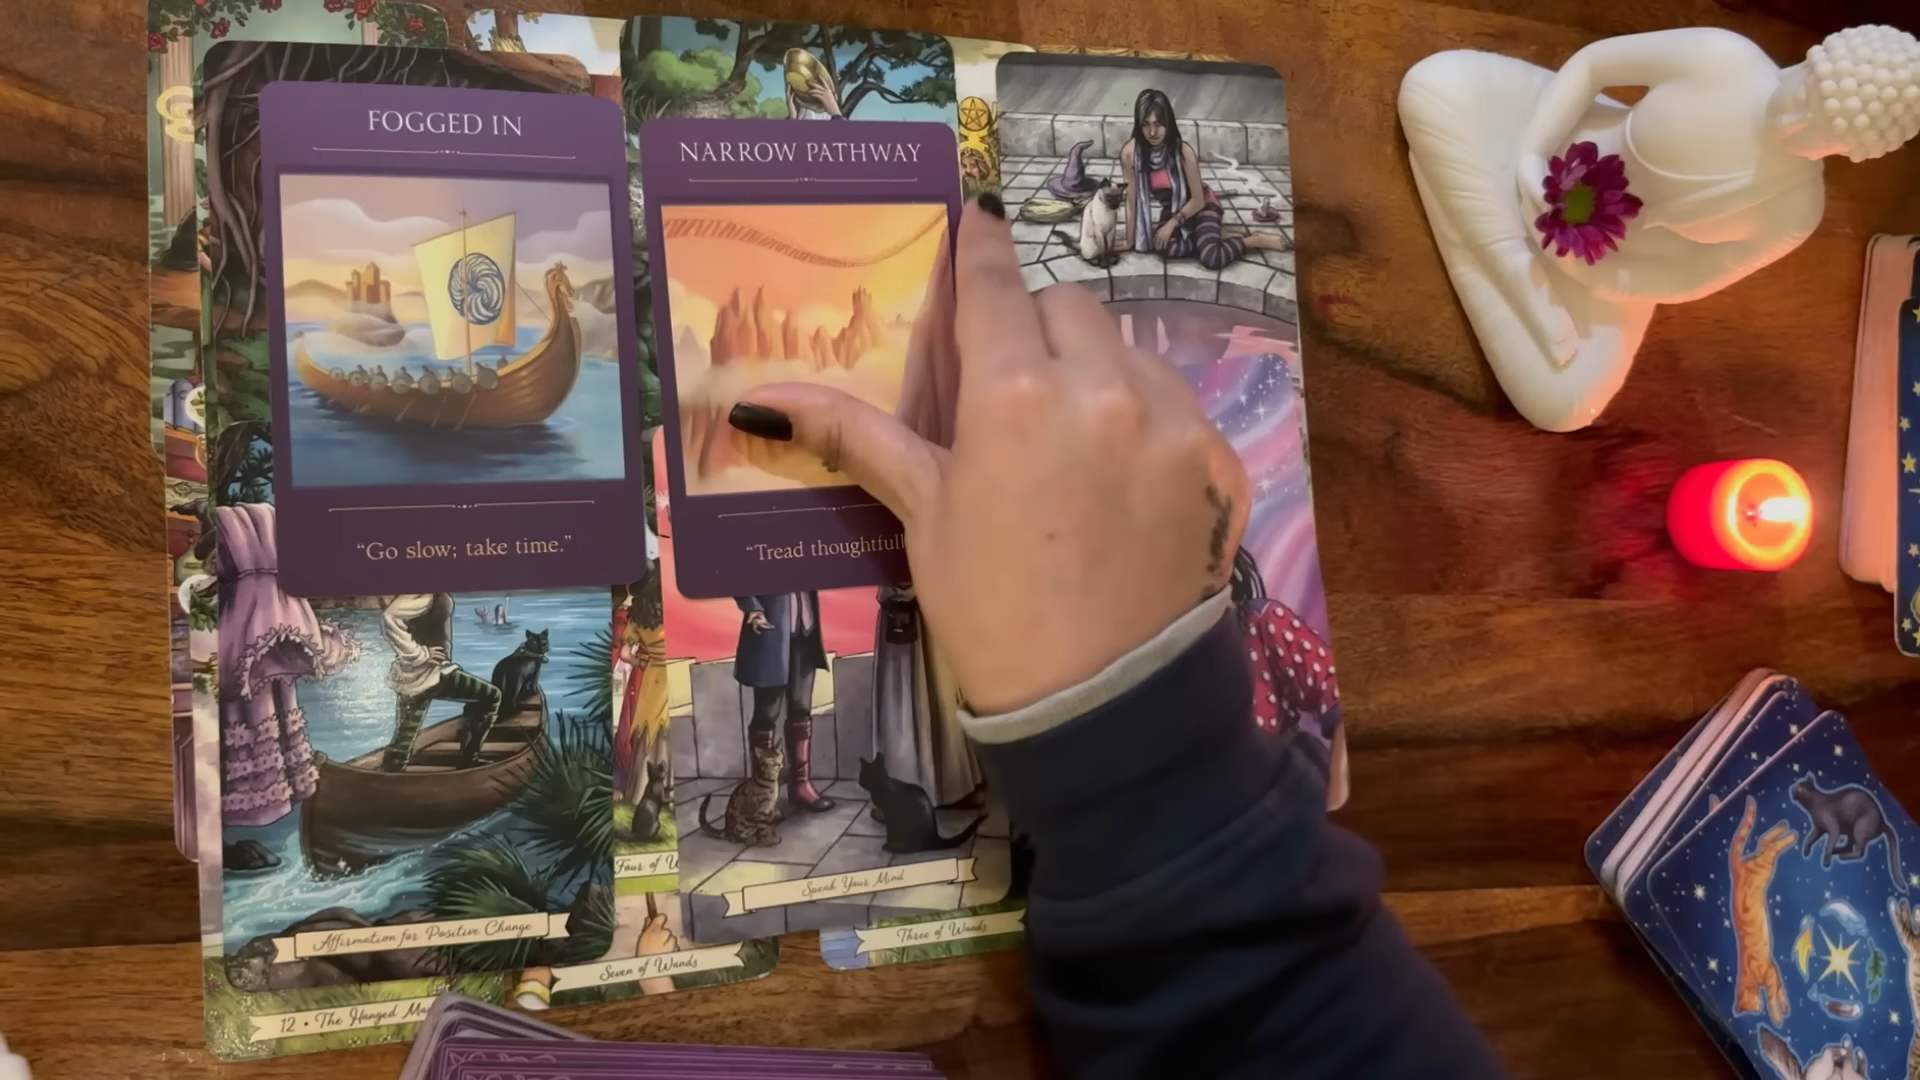 FOGGED IN
"Go slow; take time."
NARROW PATHWAY
"Tread thoughtfull
Affirmation for Positive Change
12 • The Hanged Ma
Four of W
Seven of Wands
Speak Your Mind
Three of Wands